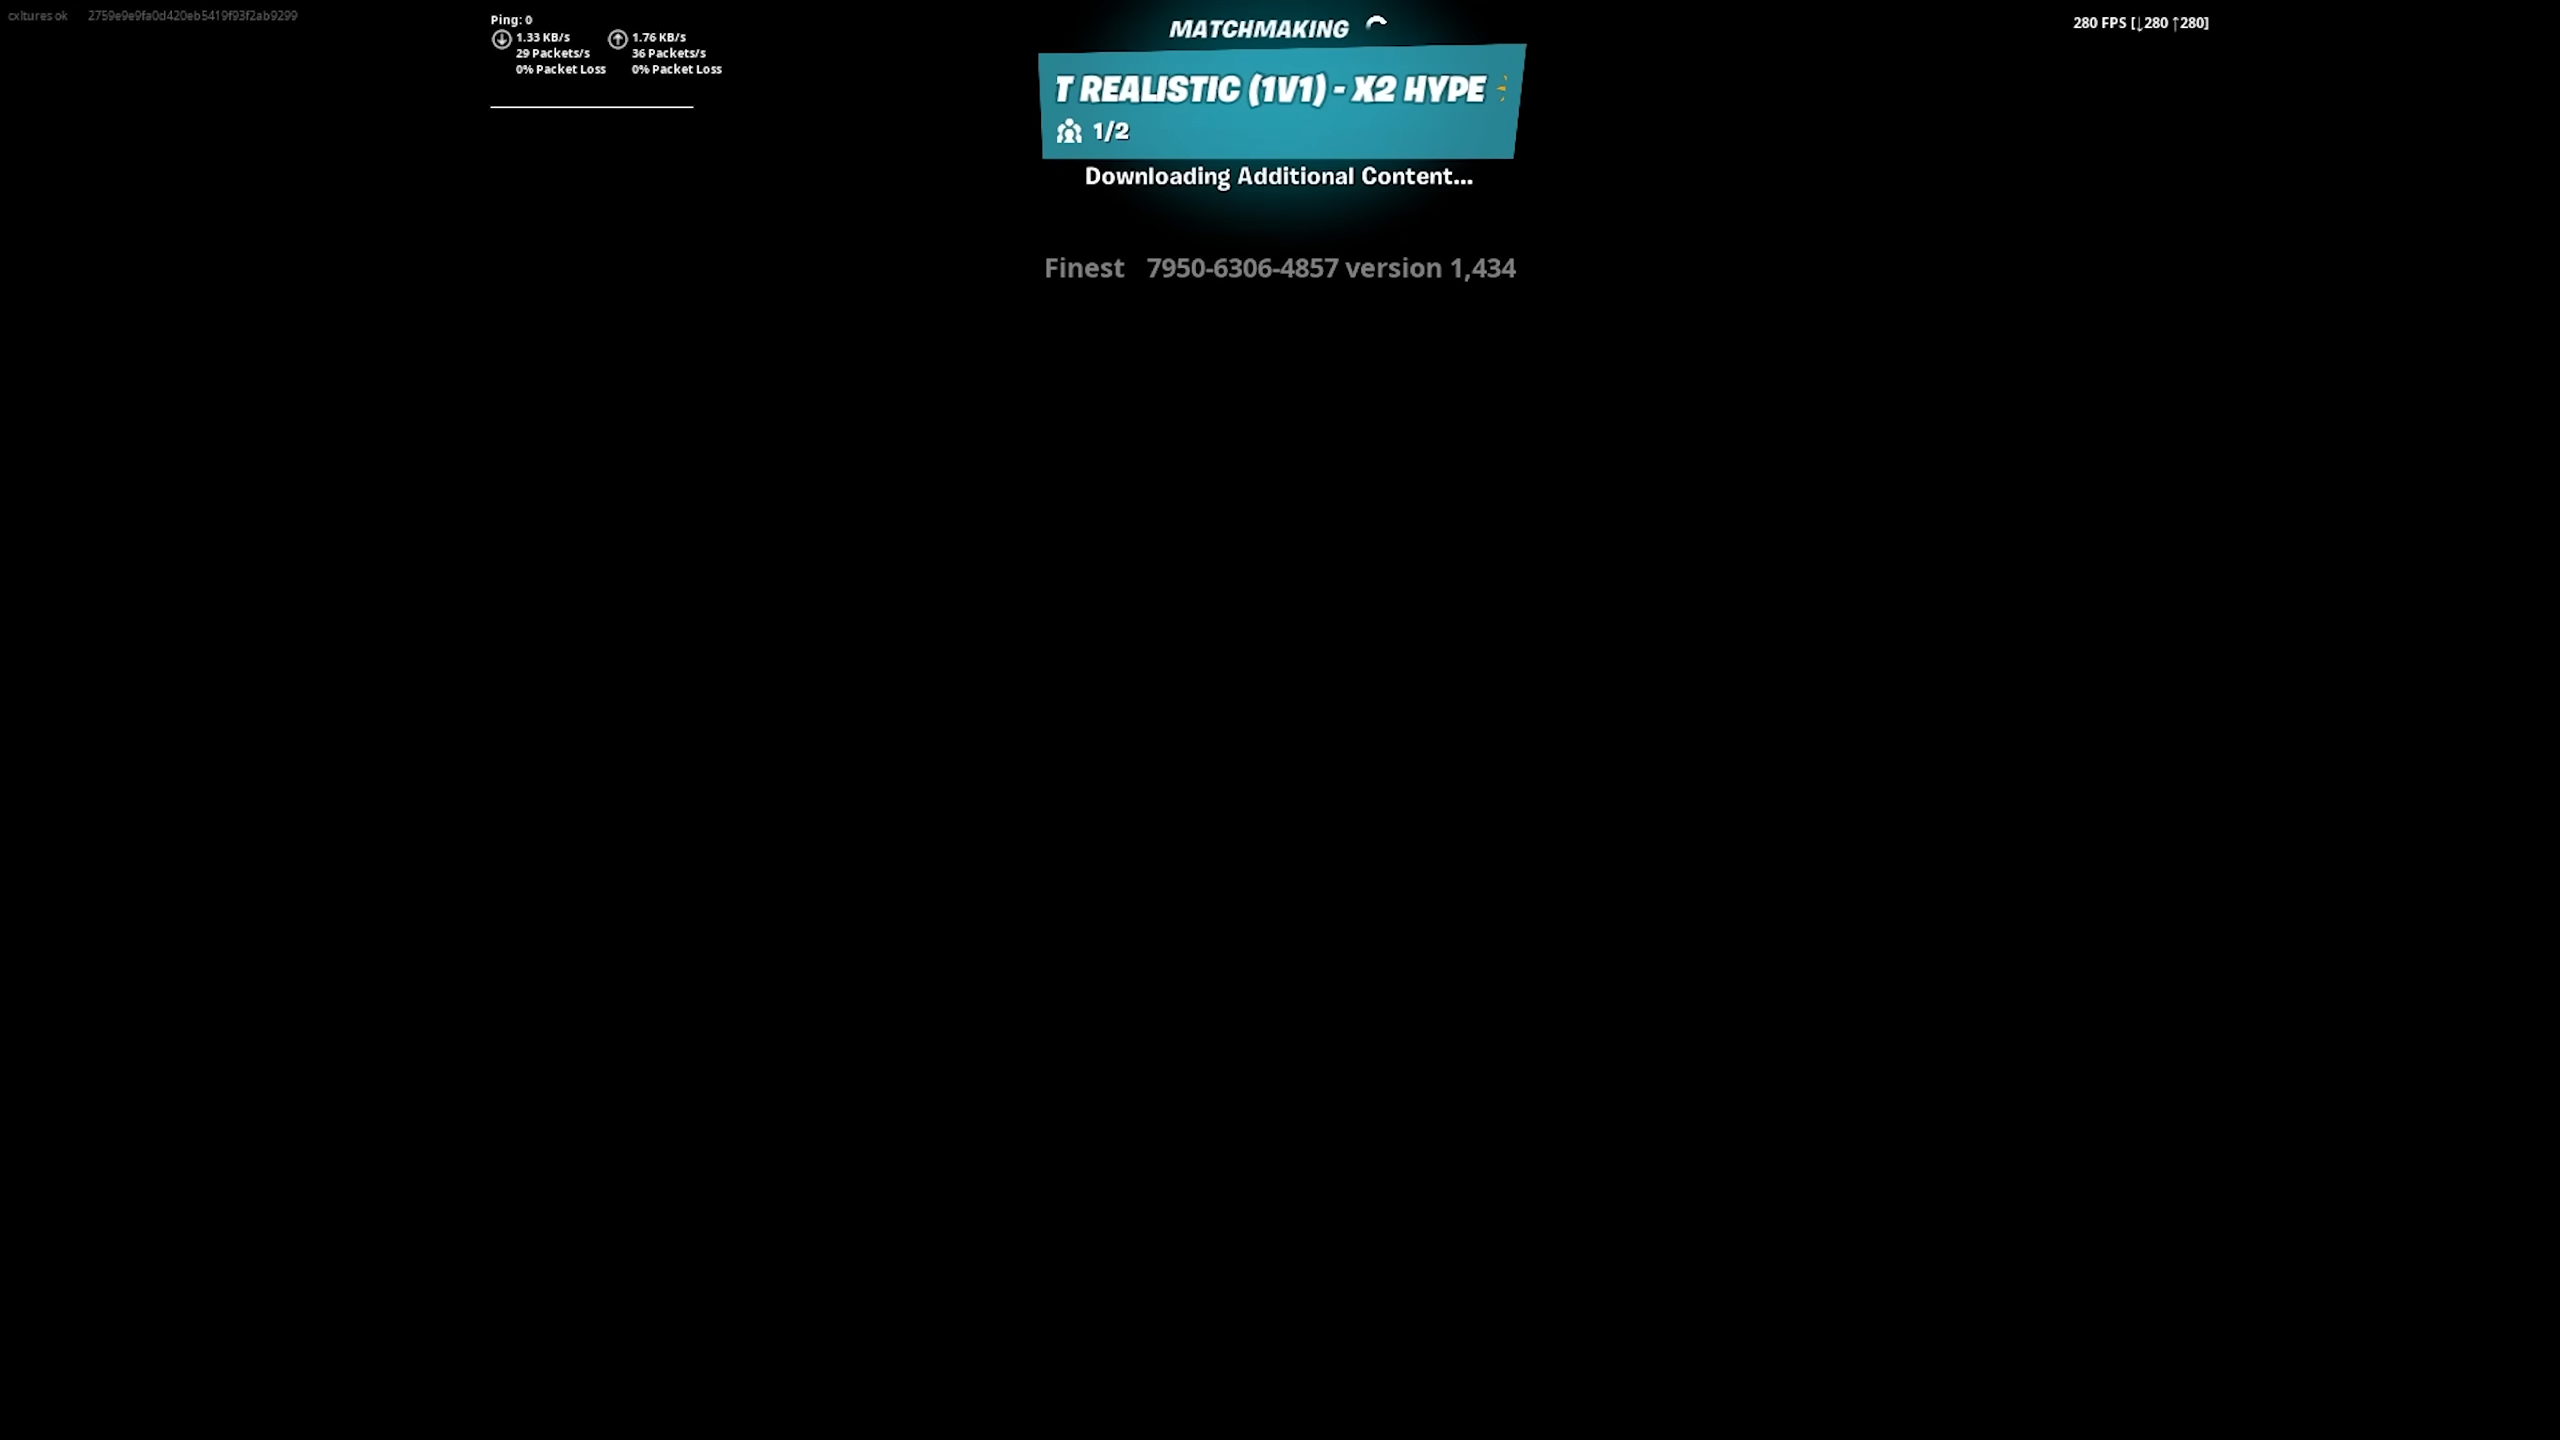 cxltures ok 2759e9e9fa0d420eb5419f93f2ab9299
Ping: 0
1.33 KB/s 1.76 KB/s
29 Packets/s 36 Packets/s
0% Packet Loss 0% Packet Loss
MATCHMAKING
T REALISTIC (1V1) - X2 HYPE
1/2
Downloading Additional Content...
Finest 7950-6306-4857 version 1,434
280 FPS [↓280 ↑280]